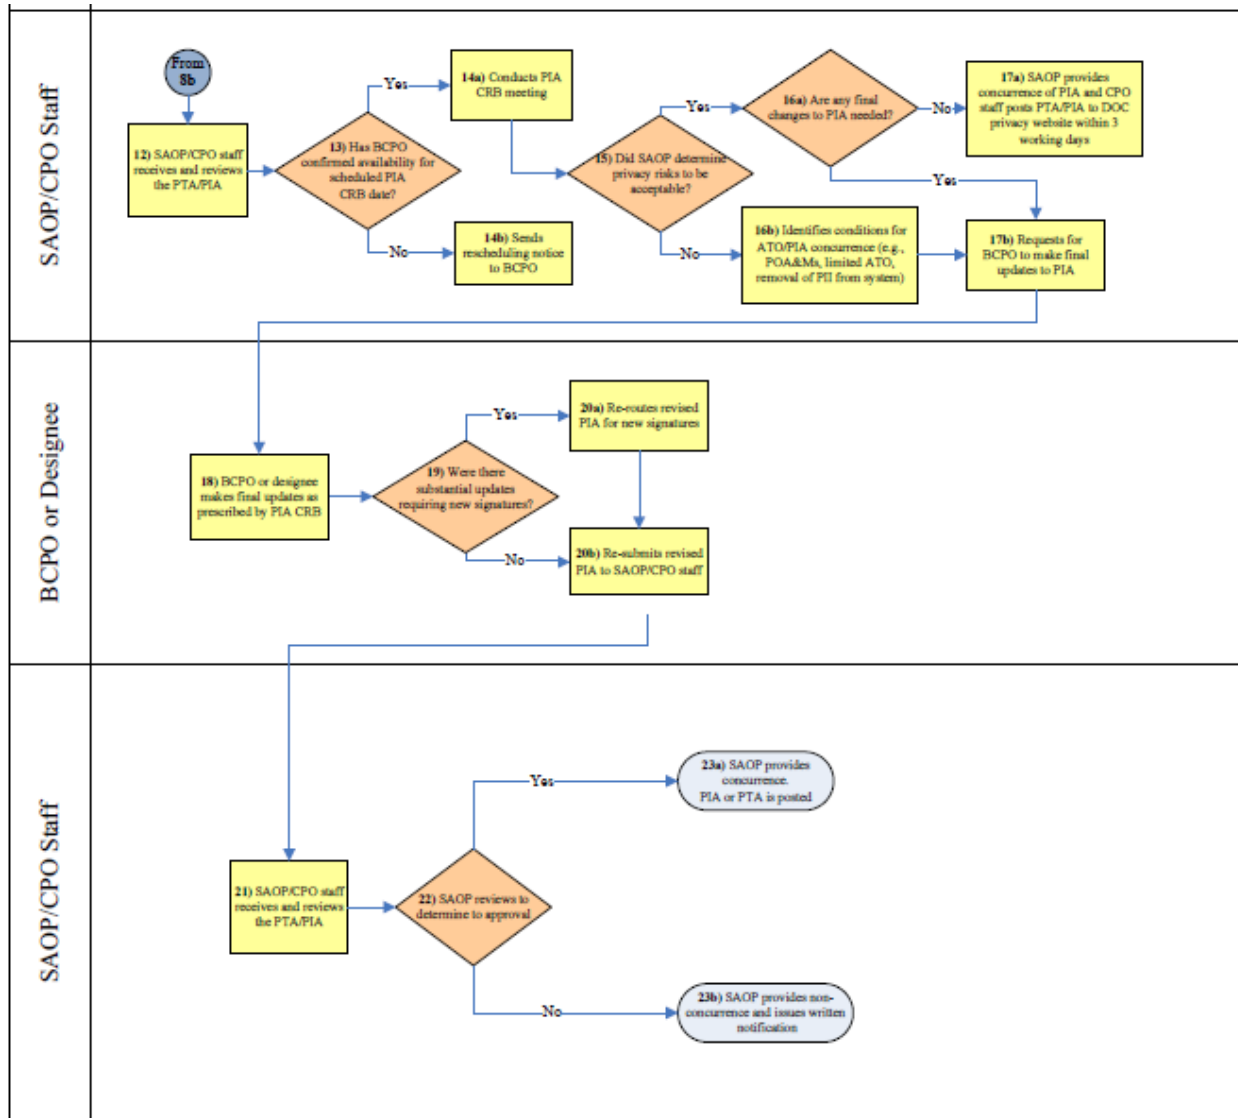 SAOP/CPO Staff
From
8b
12) SAOP/CPO staff
receives and reviews
the PTA/PIA
13) Has BCPO
confirmed availability for
scheduled PIA
CRB date?
Yes
No
14a) Conducts PIA
CRB meeting
14b) Sends
rescheduling notice
to BCPO
15) Did SAOP determine
privacy risks to be
acceptable?
Yes
No
16a) Are any final
changes to PIA needed?
No
Yes
16b) Identifies conditions for
ATO/PIA concurrence (e.g.,
POA&Ms, limited ATO,
removal of PII from system)
17a) SAOP provides
concurrence of PIA and CPO
staff posts PTA/PIA to DOC
privacy website within 3
working days
17b) Requests for
BCPO to make final
updates to PIA
BCPO or Designee
18) BCPO or designee
makes final updates as
prescribed by PIA CRB
19) Were there
substantial updates
requiring new signatures?
Yes
No
20a) Re-routes revised
PIA for new signatures
20b) Re-submits revised
PIA to SAOP/CPO staff
SAOP/CPO Staff
21) SAOP/CPO staff
receives and reviews
the PTA/PIA
22) SAOP reviews to
determine to approval
Yes
No
23a) SAOP provides
concurrence.
PIA or PTA is posted
23b) SAOP provides non-
concurrence and issues written
notification